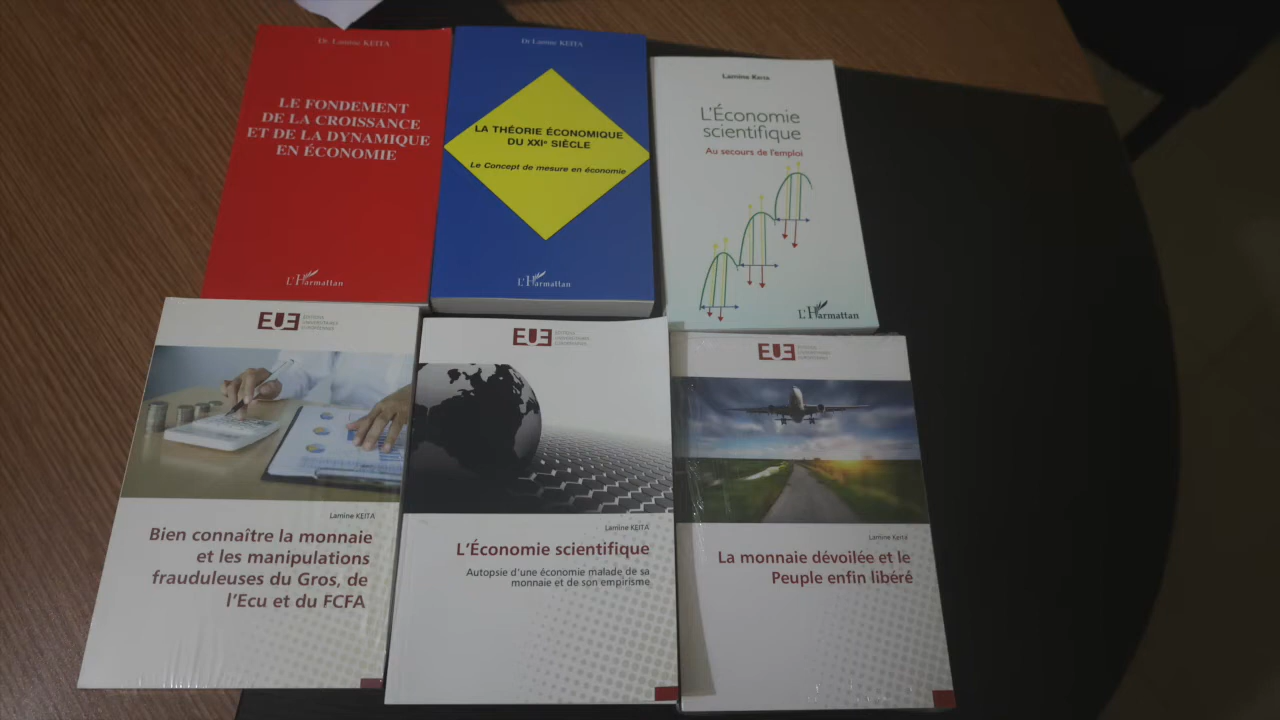 Dr. Lamine KEITA
LE FONDEMENT
DE LA CROISSANCE
ET DE LA DYNAMIQUE
EN ÉCONOMIE
L'Harmattan
Dr Lamine KEITA
LA THÉORIE ÉCONOMIQUE
DU XXIe SIÈCLE
Le Concept de mesure en économie
L'Harmattan
Lamine Keita
L'Économie
scientifique
Au secours de l'emploi
L'Harmattan
EUE
Lamine KEITA
Bien connaître la monnaie
et les manipulations
frauduleuses du Gros, de
l'Ecu et du FCFA
EUE
Lamine KEITA
L'Économie scientifique
Autopsie d'une économie malade de sa
monnaie et de son empirisme
EUE
Lamine Keita
La monnaie dévoilée et le
Peuple enfin libéré